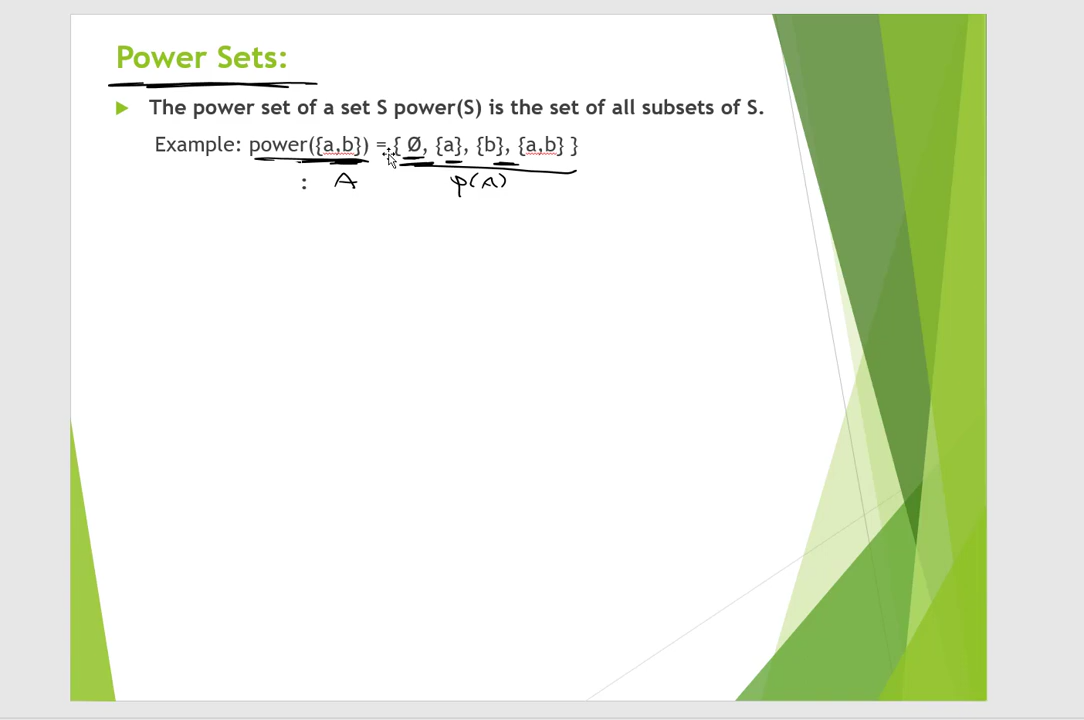 Power Sets:
The power set of a set S power(S) is the set of all subsets of S.
Example: power({a,b}) = { Ø, {a}, {b}, {a,b} }
: A φ(A)